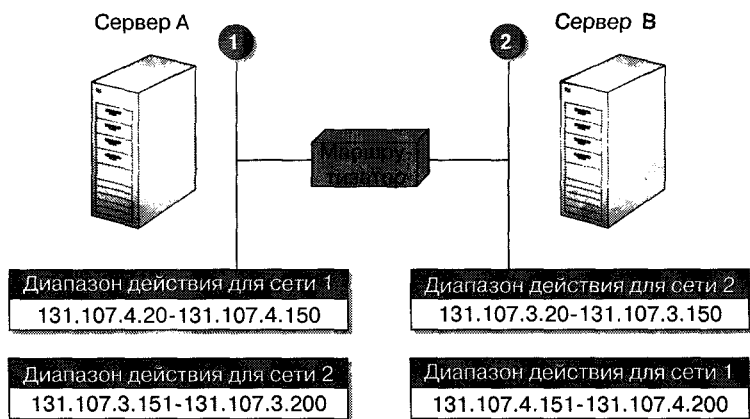 Сервер A
1
2
Сервер B
Маршру-
тизатор
Диапазон действия для сети 1
131.107.4.20-131.107.4.150
Диапазон действия для сети 2
131.107.3.20-131.107.3.150
Диапазон действия для сети 2
131.107.3.151-131.107.3.200
Диапазон действия для сети 1
131.107.4.151-131.107.4.200